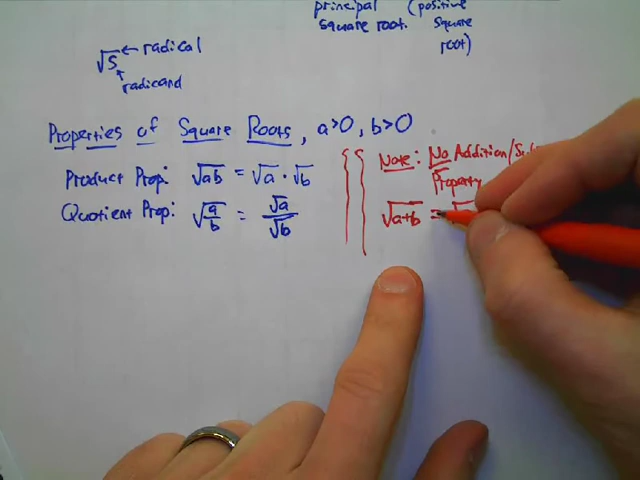 principal (positive
square root. square
root)
√5 ← radical
radicand
Properties of Square Roots, a>0, b>0
Product Prop: √ab = √a · √b
Quotient Prop: √a/b = √a/√b
Note: No Addition/
Property
√a+b =